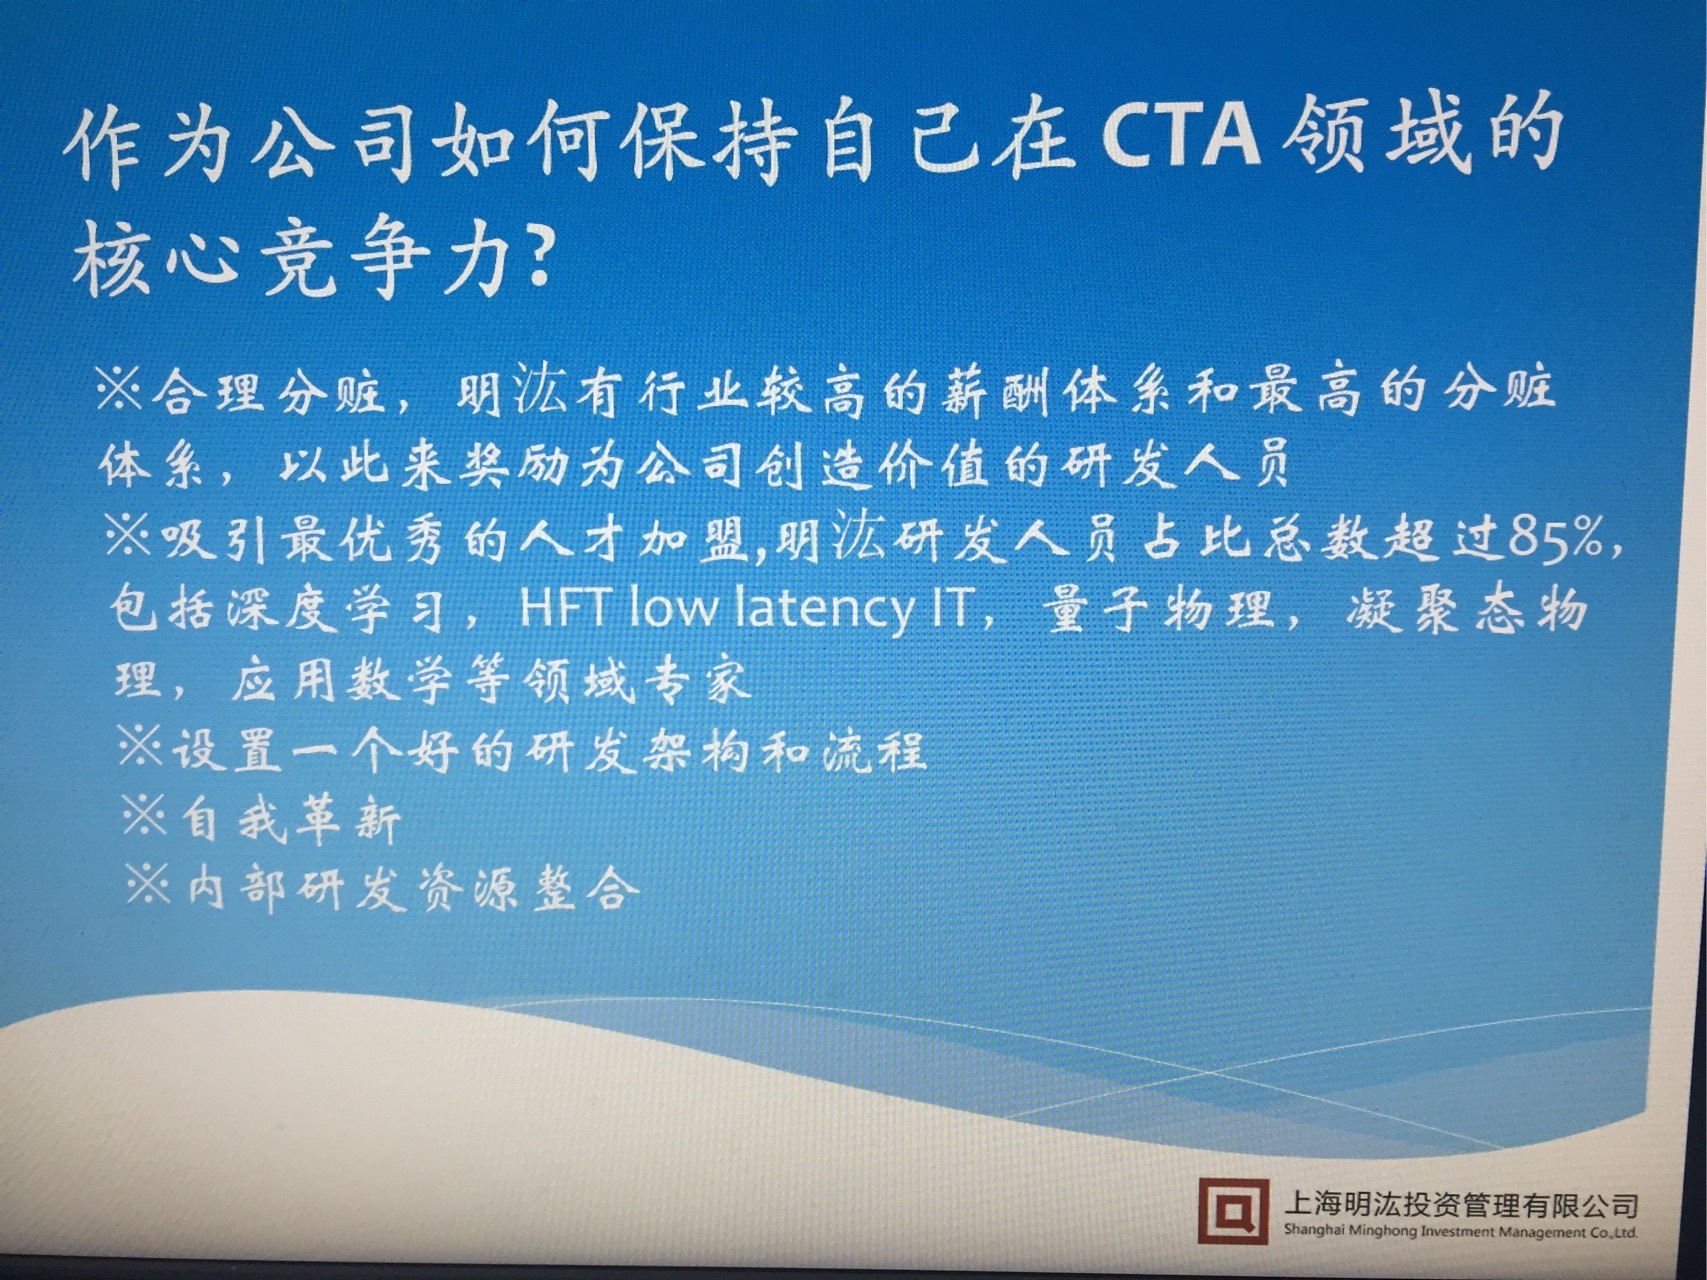 作为公司如何保持自己在CTA领域的
核心竞争力?
※合理分赃，明汯有行业较高的薪酬体系和最高的分赃
体系，以此来奖励为公司创造价值的研发人员
※吸引最优秀的人才加盟,明汯研发人员占比总数超过85%，
包括深度学习，HFT low latency IT，量子物理，凝聚态物
理，应用数学等领域专家
※设置一个好的研发架构和流程
※自我革新
※内部研发资源整合
上海明汯投资管理有限公司
Shanghai Minghong Investment Management Co.,Ltd.